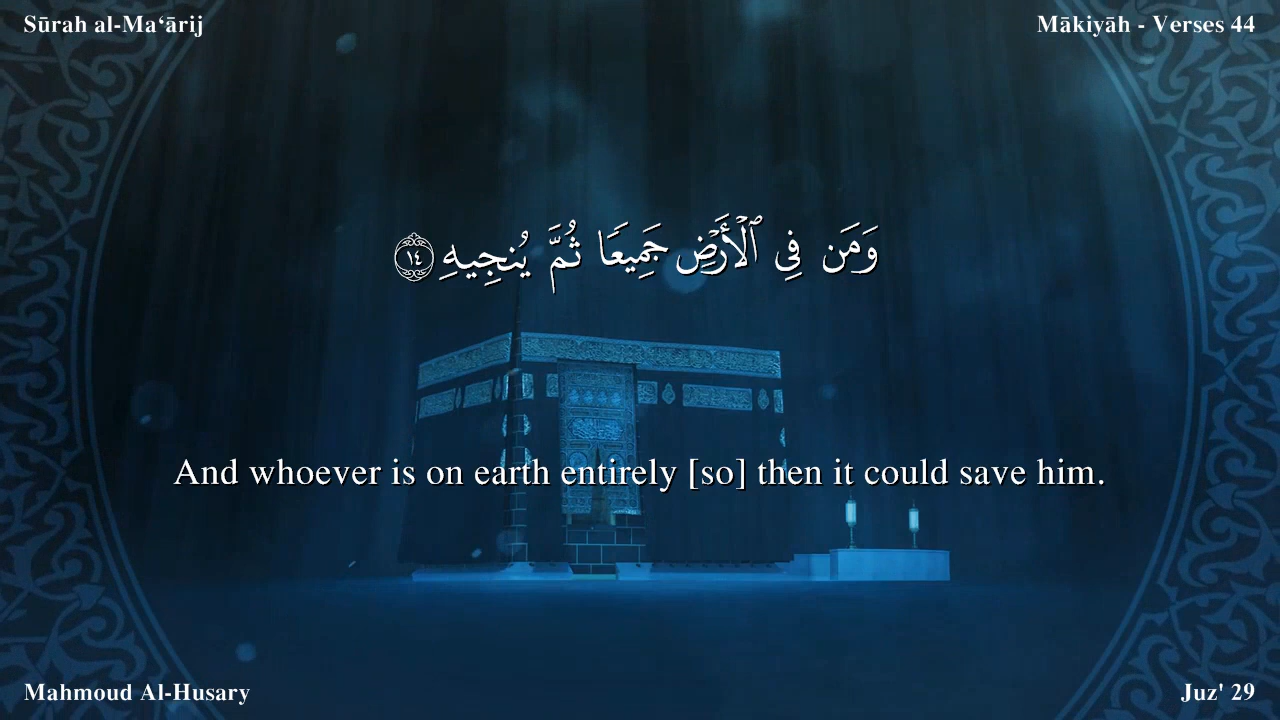 Sūrah al-Ma‘ārij
Mākiyāh - Verses 44
وَمَن فِي ٱلْأَرْضِ جَمِيعًا ثُمَّ يُنجِيهِ ١٤
And whoever is on earth entirely [so] then it could save him.
Mahmoud Al-Husary
Juz' 29